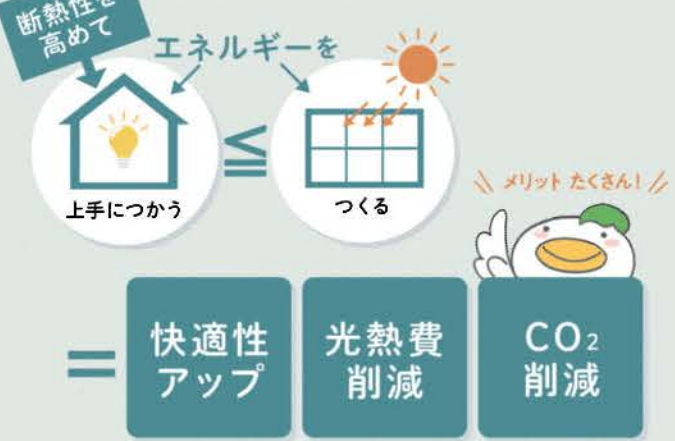 断熱性を
高めて
エネルギーを
上手につかう
≦
つくる
メリット たくさん!
=
快適性
アップ
光熱費
削減
CO₂
削減